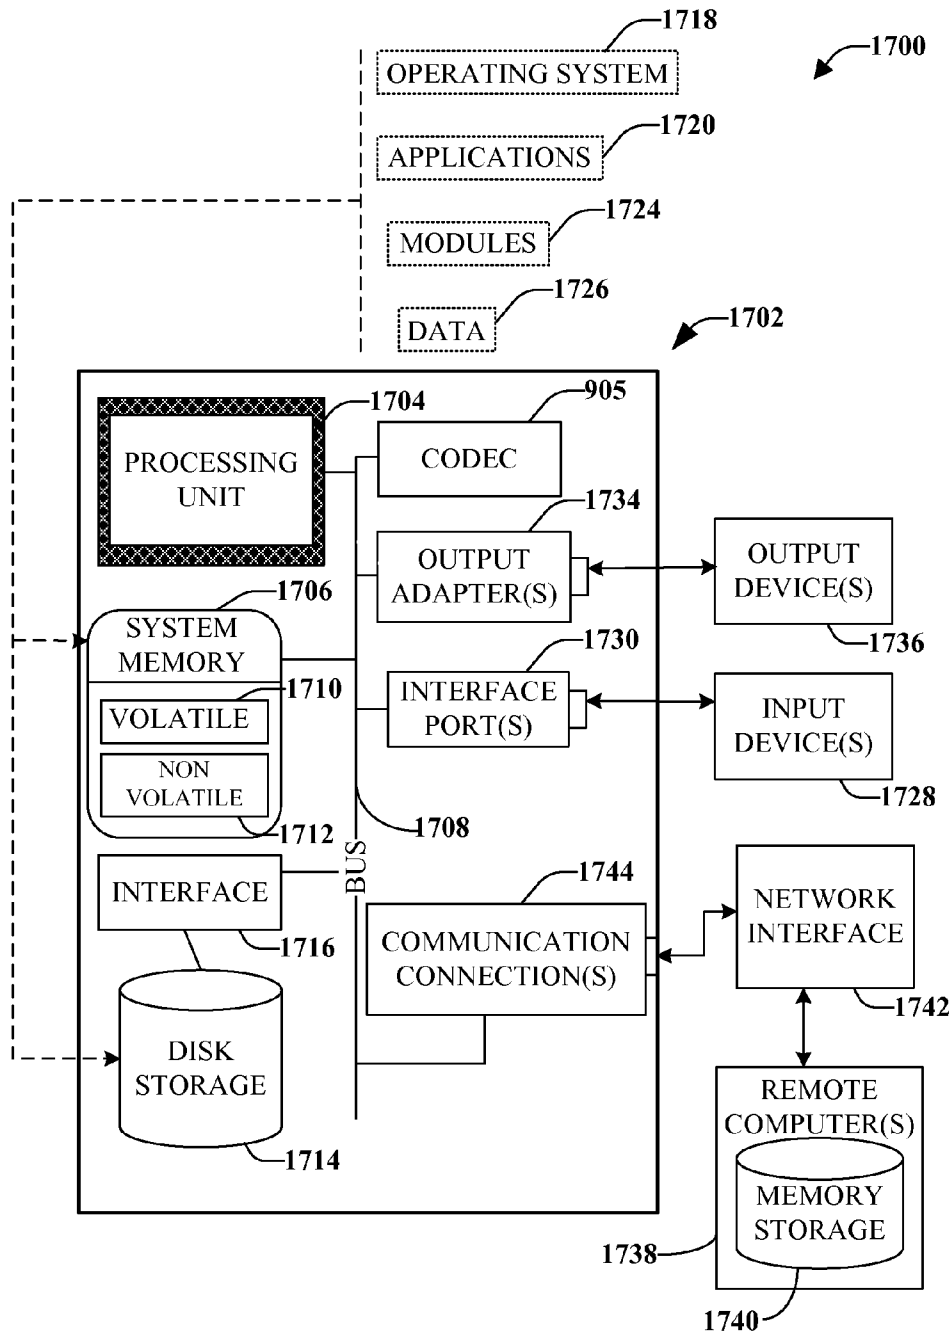 1718
1700
OPERATING SYSTEM
1720
APPLICATIONS
1724
MODULES
1726
DATA
1702
1704
905
PROCESSING
UNIT
CODEC
1734
OUTPUT
ADAPTER(S)
OUTPUT
DEVICE(S)
1736
1706
SYSTEM
MEMORY
1730
1710
VOLATILE
INTERFACE
PORT(S)
INPUT
DEVICE(S)
NON
VOLATILE
1728
1712
1708
BUS
1744
INTERFACE
1716
COMMUNICATION
CONNECTION(S)
NETWORK
INTERFACE
1742
DISK
STORAGE
1714
REMOTE
COMPUTER(S)
MEMORY
STORAGE
1738
1740